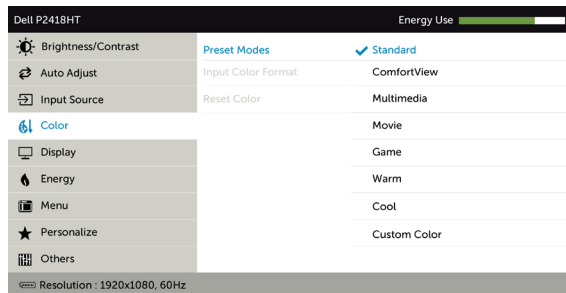 Dell P2418HT
Energy Use
Brightness/Contrast
Auto Adjust
Input Source
Color
Display
Energy
Menu
Personalize
Others
Preset Modes
Input Color Format
Reset Color
Standard
ComfortView
Multimedia
Movie
Game
Warm
Cool
Custom Color
Resolution : 1920x1080, 60Hz